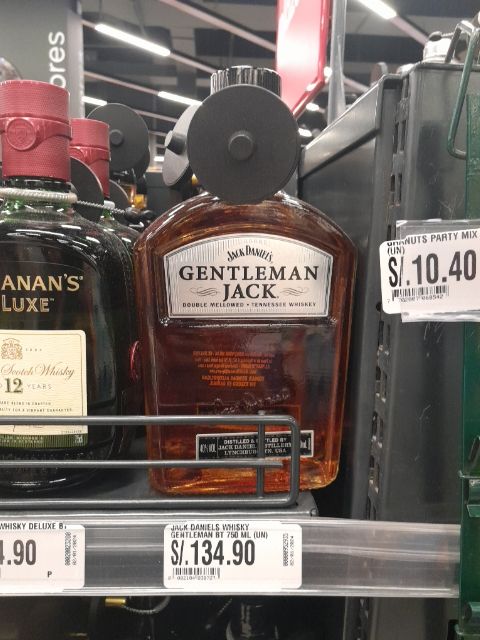 ores
ANAN'S
LUXE
Scotch Whisky
12 YEARS
JACK DANIEL'S
GENTLEMAN
JACK
DOUBLE MELLOWED • TENNESSEE WHISKEY
DISTILLED & BOTTLED BY
JACK DANIEL DISTILLERY
LYNCHBURG, TN. USA
PARTY MIX
(UN)
S/.10.40
WHISKY DELUXE BT
4.90
P
JACK DANIELS WHISKY
GENTLEMAN BT 750 ML (UN)
S/.134.90